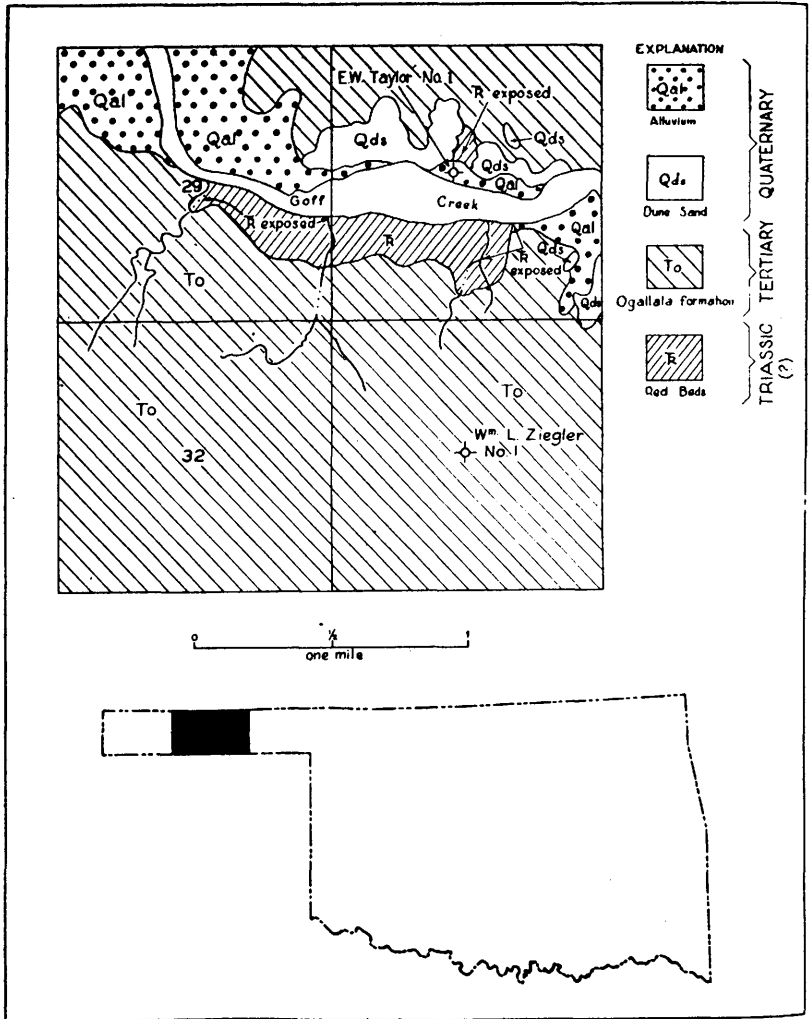 EXPLANATION
Qal
Alluvium
Qds
Dune Sand
QUATERNARY
To
Ogallala formation
TERTIARY
T̅R̅
Red Beds
TRIASSIC
(?)
E.W. Taylor No. 1
T̅R̅ exposed
Qal
Qal
Qds
Qds
Qds
Qal
29
Goff
Creek
T̅R̅ exposed
T̅R̅
T̅R̅
exposed
Qds
Qal
Qds
To
To
To
32
Wm. L. Ziegler
No. 1
0
½
1
one mile